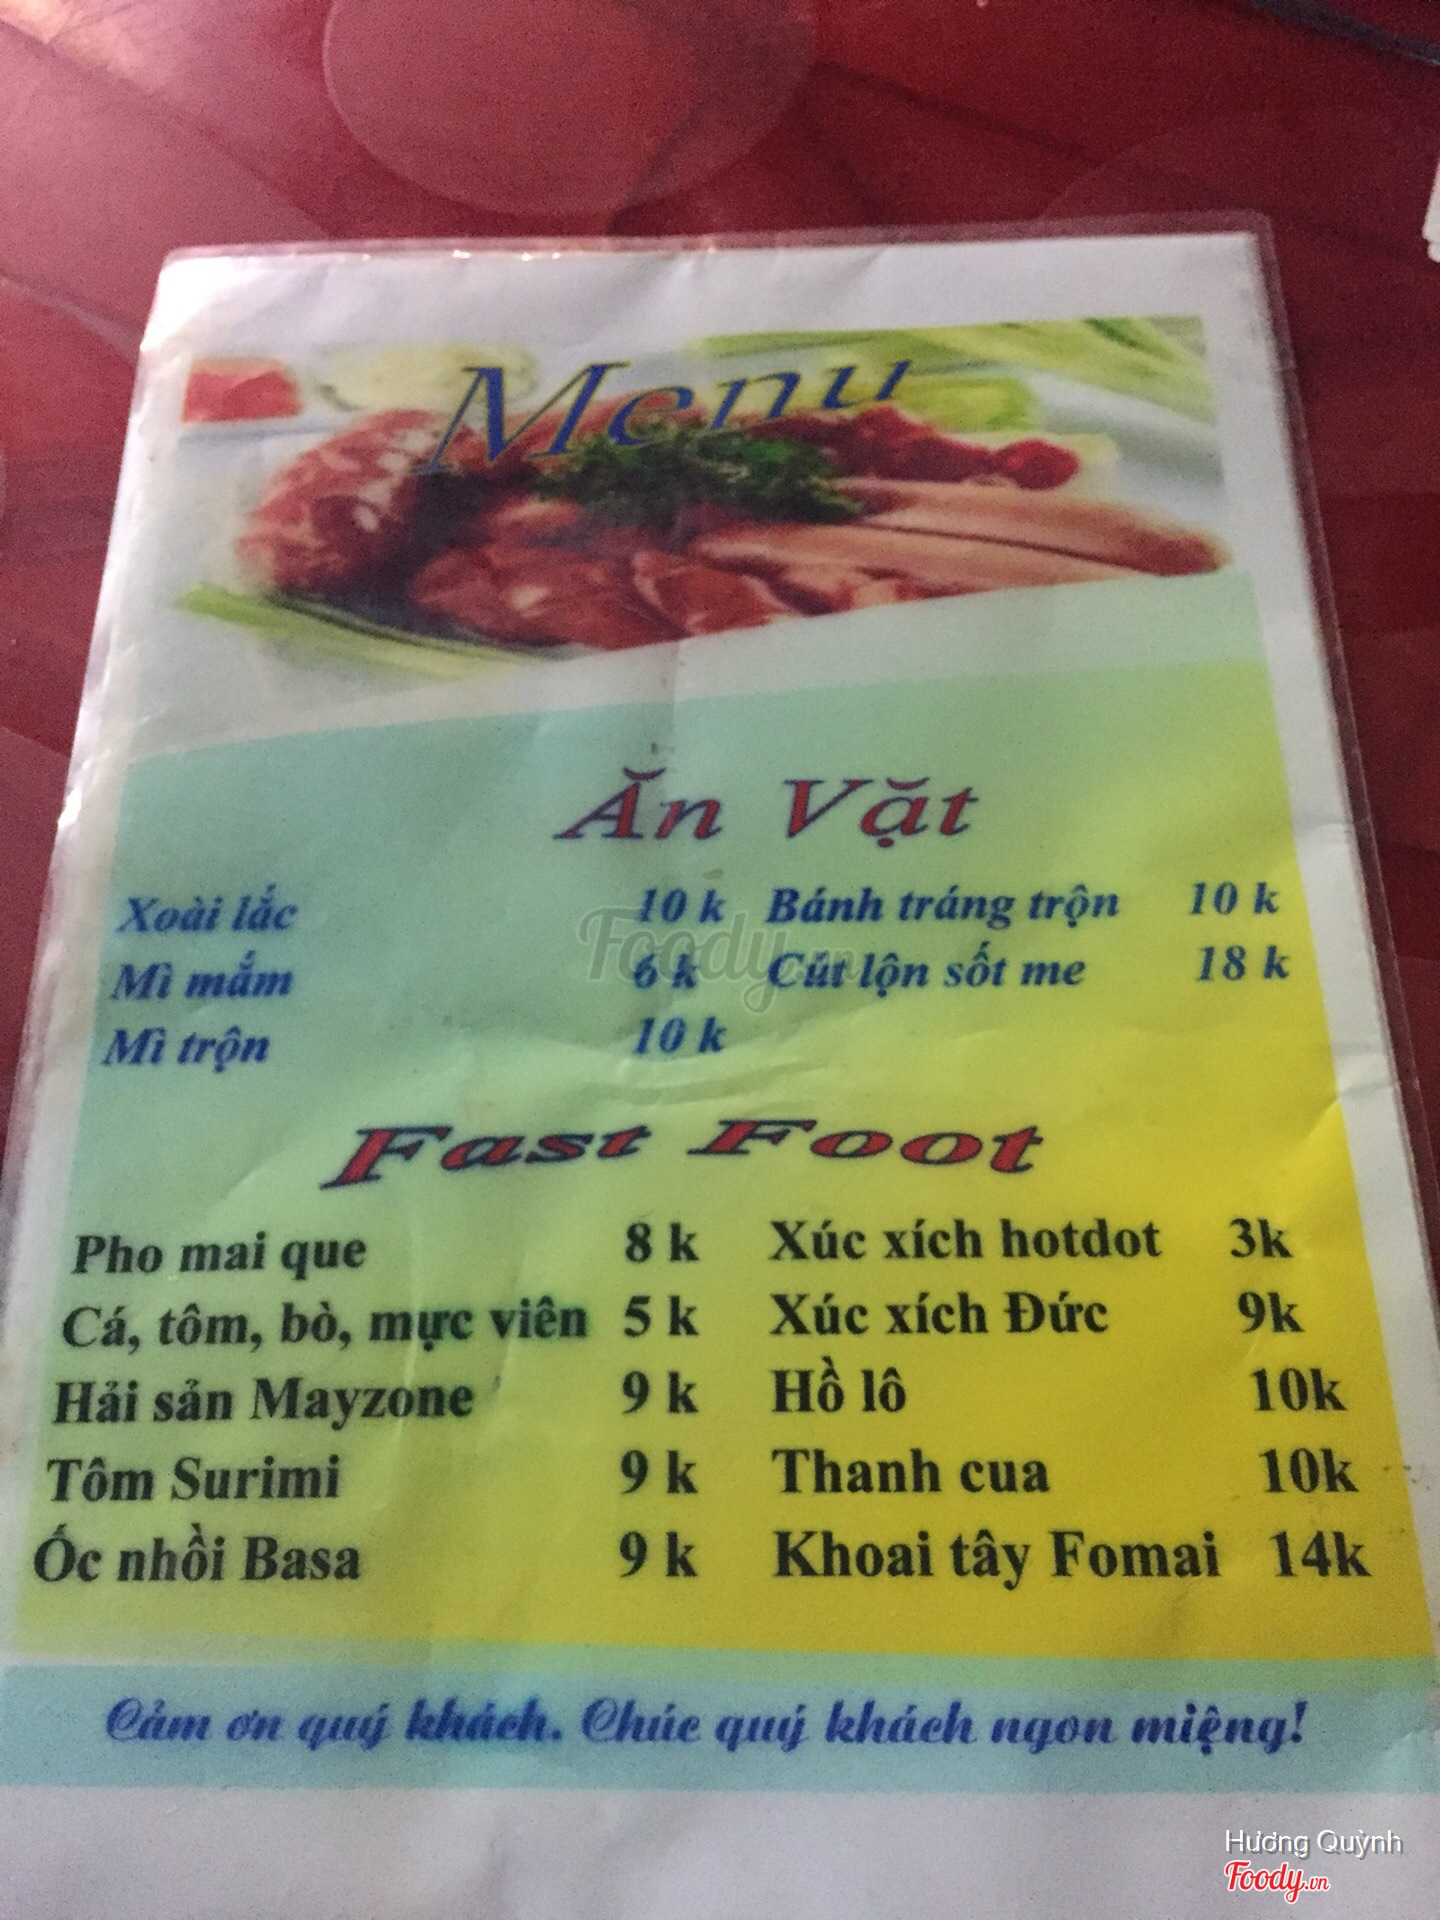 Menu
Ăn Vặt
Xoài lắc 10 k Bánh tráng trộn 10 k
Mì mắm 6 k Cút lộn sốt me 18 k
Mì trộn 10 k
Fast Foot
Pho mai que 8 k Xúc xích hotdot 3k
Cá, tôm, bò, mực viên 5 k Xúc xích Đức 9k
Hải sản Mayzone 9 k Hồ lô 10k
Tôm Surimi 9 k Thanh cua 10k
Ốc nhồi Basa 9 k Khoai tây Fomai 14k
Cảm ơn quý khách. Chúc quý khách ngon miệng!
Foody.vn
Hương Quỳnh
Foody.vn